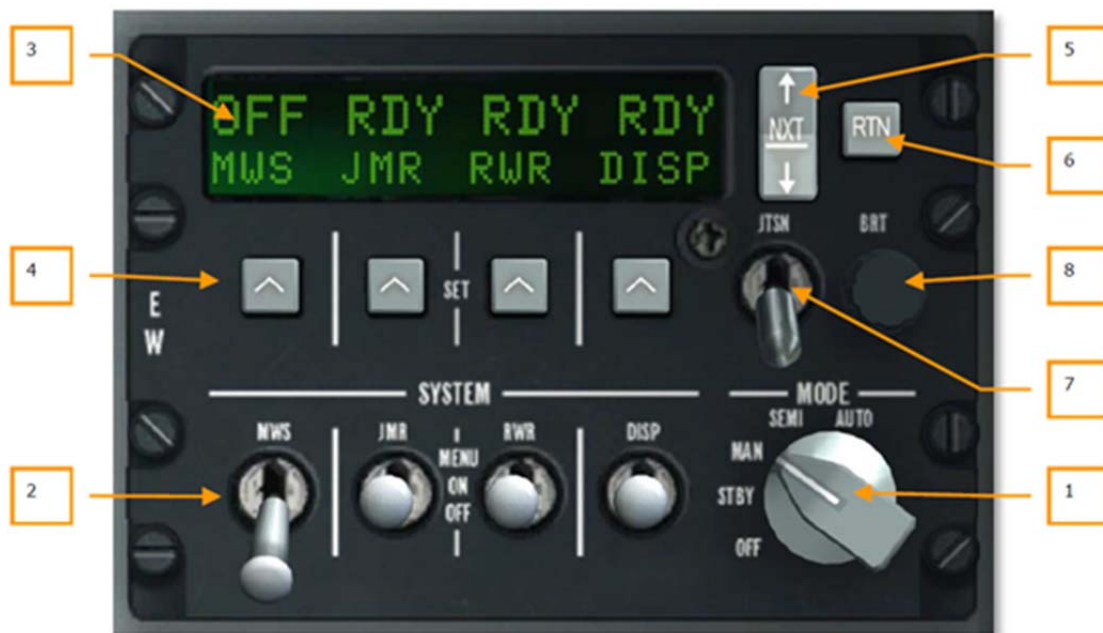 3
5
OFF RDY RDY RDY
MWS JMR RWR DISP
NXT
RTN
6
JTSN
BRT
4
SET
8
E
W
7
SYSTEM
MODE
MWS
JMR
RWR
DISP
SEMI
AUTO
MENU
ON
OFF
MAN
STBY
OFF
2
1